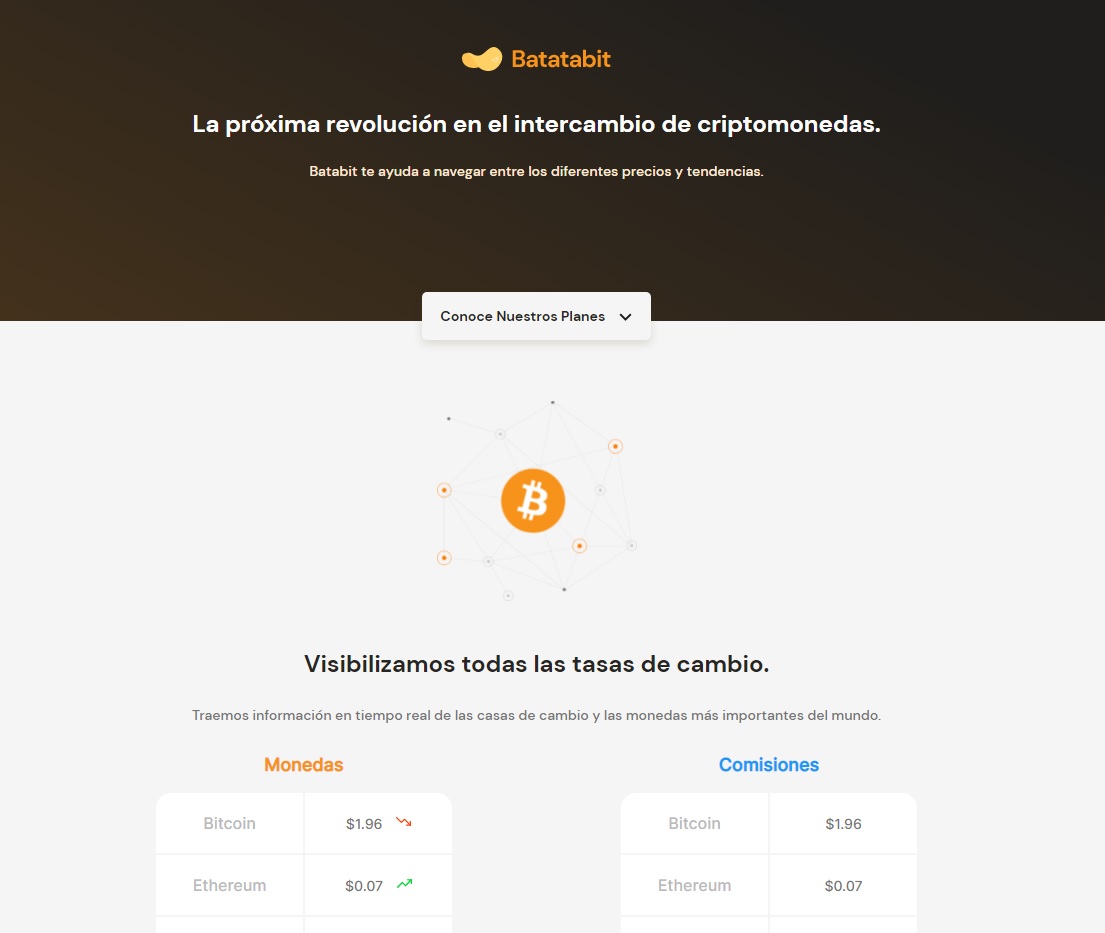 Batatabit
La próxima revolución en el intercambio de criptomonedas.
Batabit te ayuda a navegar entre los diferentes precios y tendencias.
Conoce Nuestros Planes
Visibilizamos todas las tasas de cambio.
Traemos información en tiempo real de las casas de cambio y las monedas más importantes del mundo.
Monedas
Bitcoin $1.96
Ethereum $0.07
Comisiones
Bitcoin $1.96
Ethereum $0.07